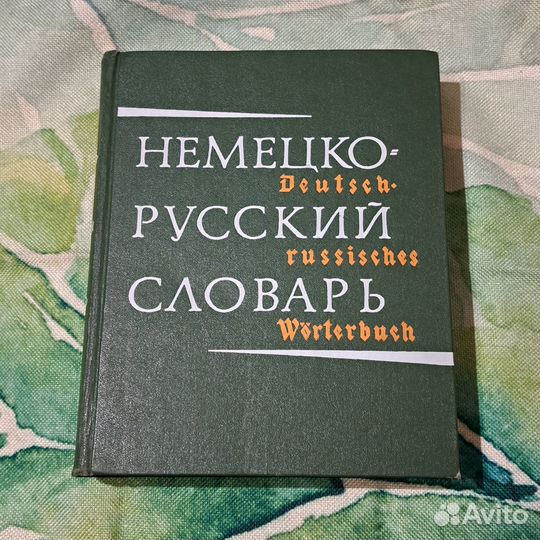 НЕМЕЦКО-
Deutsch-
РУССКИЙ
russisches
СЛОВАРЬ
Wörterbuch
Avito